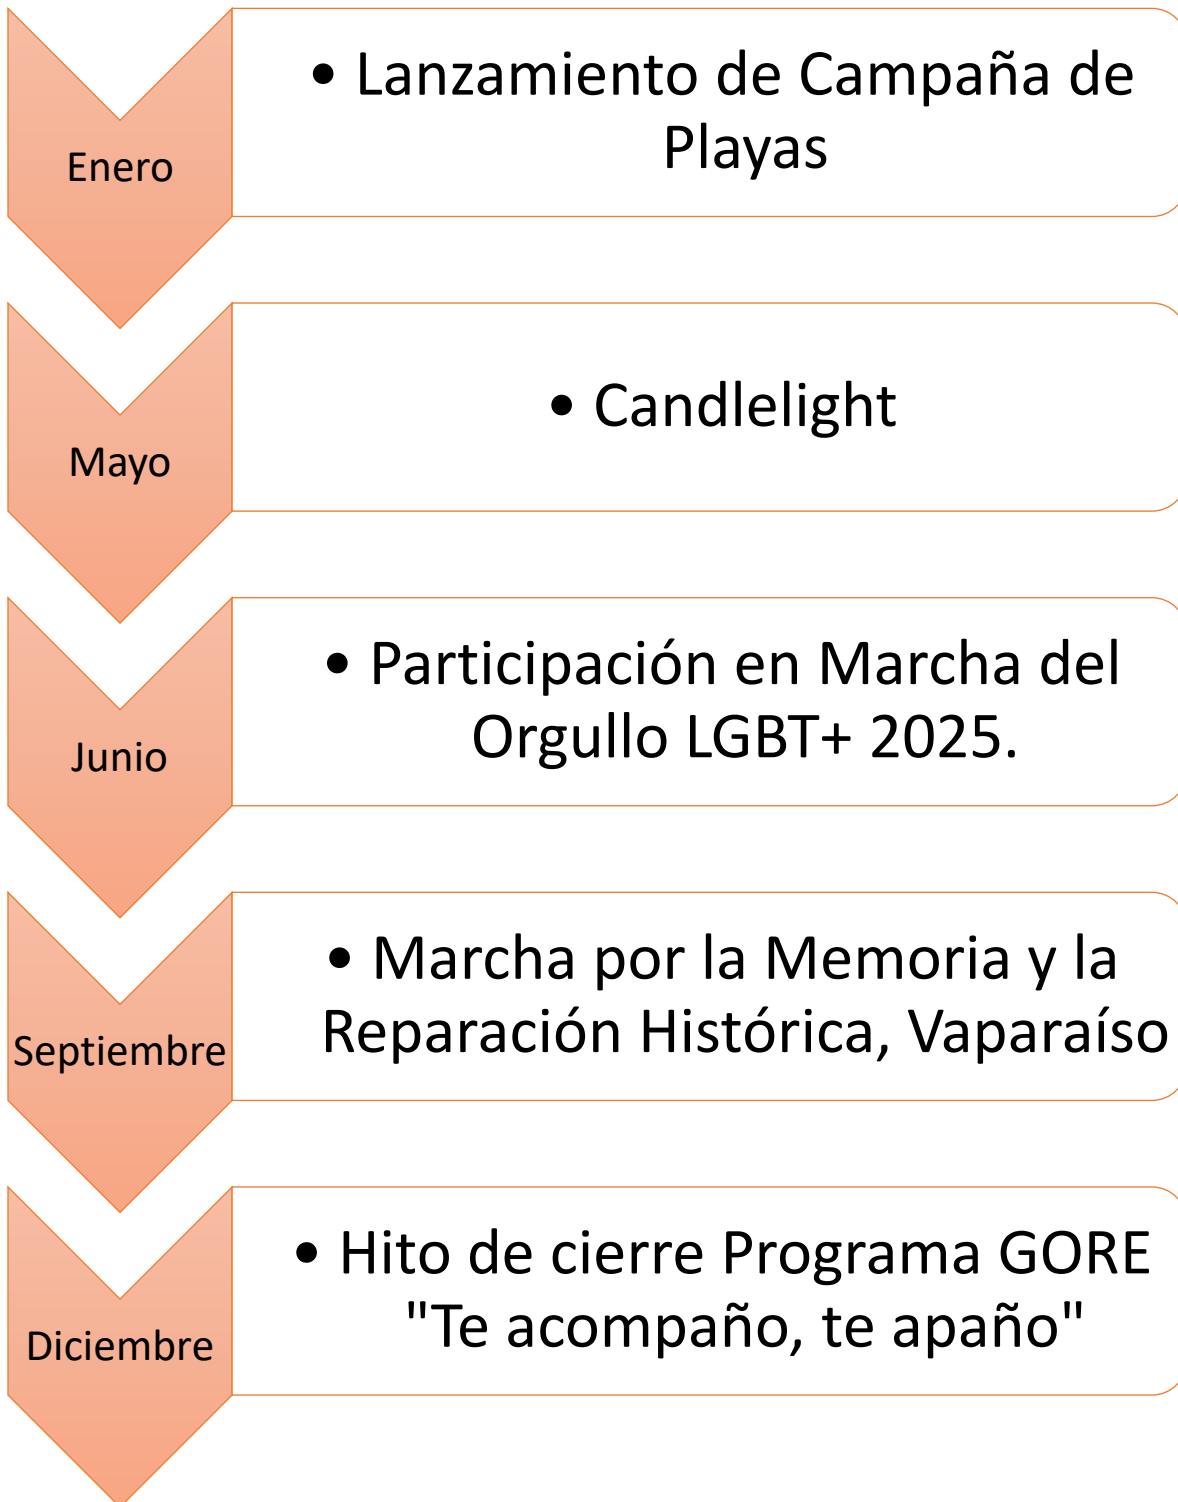 Enero
• Lanzamiento de Campaña de
Playas
Mayo
• Candlelight
Junio
• Participación en Marcha del
Orgullo LGBT+ 2025.
Septiembre
• Marcha por la Memoria y la
Reparación Histórica, Vaparaíso
Diciembre
• Hito de cierre Programa GORE
"Te acompaño, te apaño"